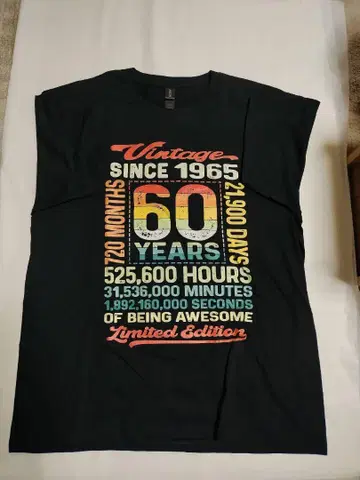 Vintage
SINCE 1965
720 MONTHS
60
YEARS
21,900 DAYS
525,600 HOURS
31,536,000 MINUTES
1,892,160,000 SECONDS
OF BEING AWESOME
Limited Edition